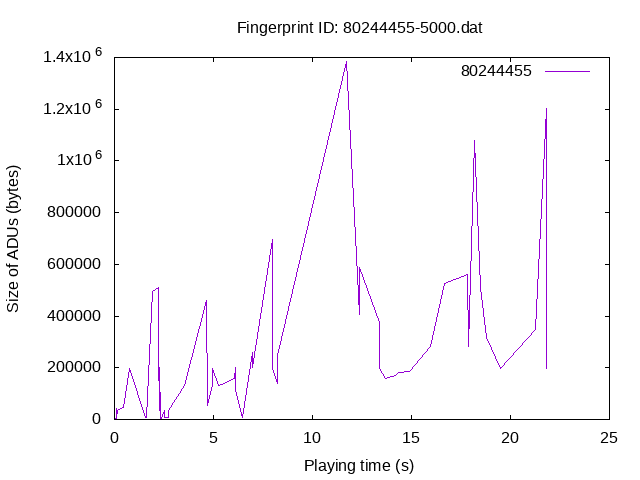 Fingerprint ID: 80244455-5000.dat
1.4x10 6
80244455
1.2x10 6
1x10 6
800000
600000
400000
200000
0
Size of ADUs (bytes)
0 5 10 15 20 25
Playing time (s)